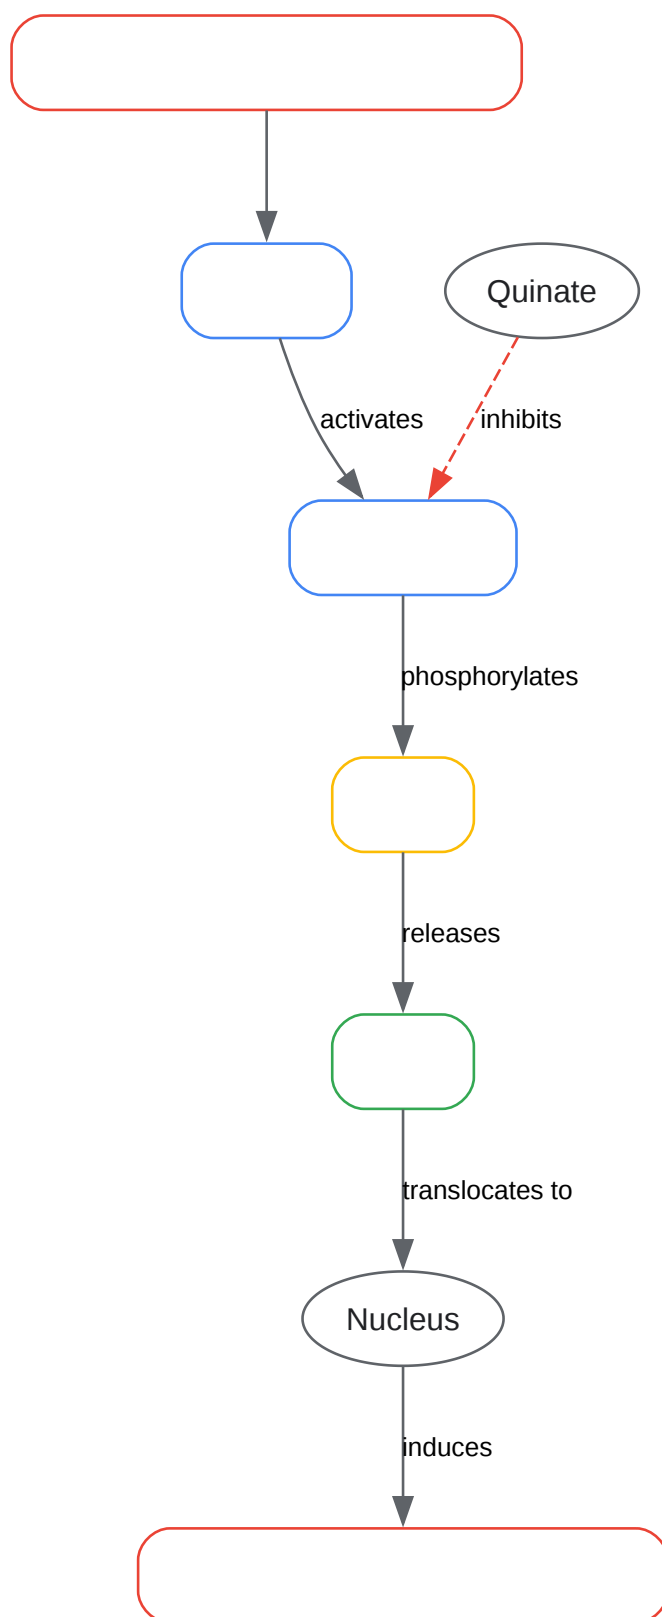 Quinate
activates
inhibits
phosphorylates
releases
translocates to
Nucleus
induces